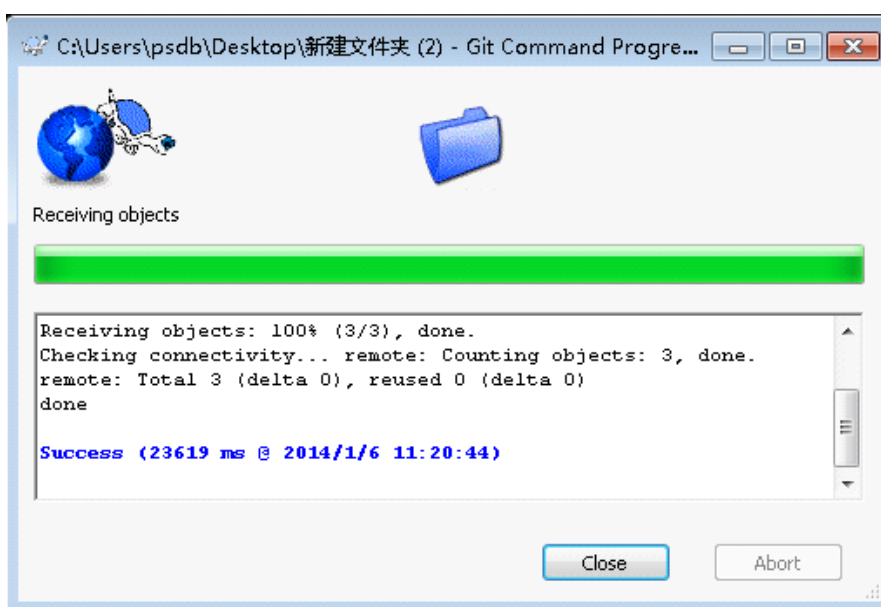 C:\Users\psdb\Desktop\新建文件夹 (2) - Git Command Progre...
Receiving objects
Receiving objects: 100% (3/3), done.
Checking connectivity... remote: Counting objects: 3, done.
remote: Total 3 (delta 0), reused 0 (delta 0)
done
Success (23619 ms @ 2014/1/6 11:20:44)
Close
Abort